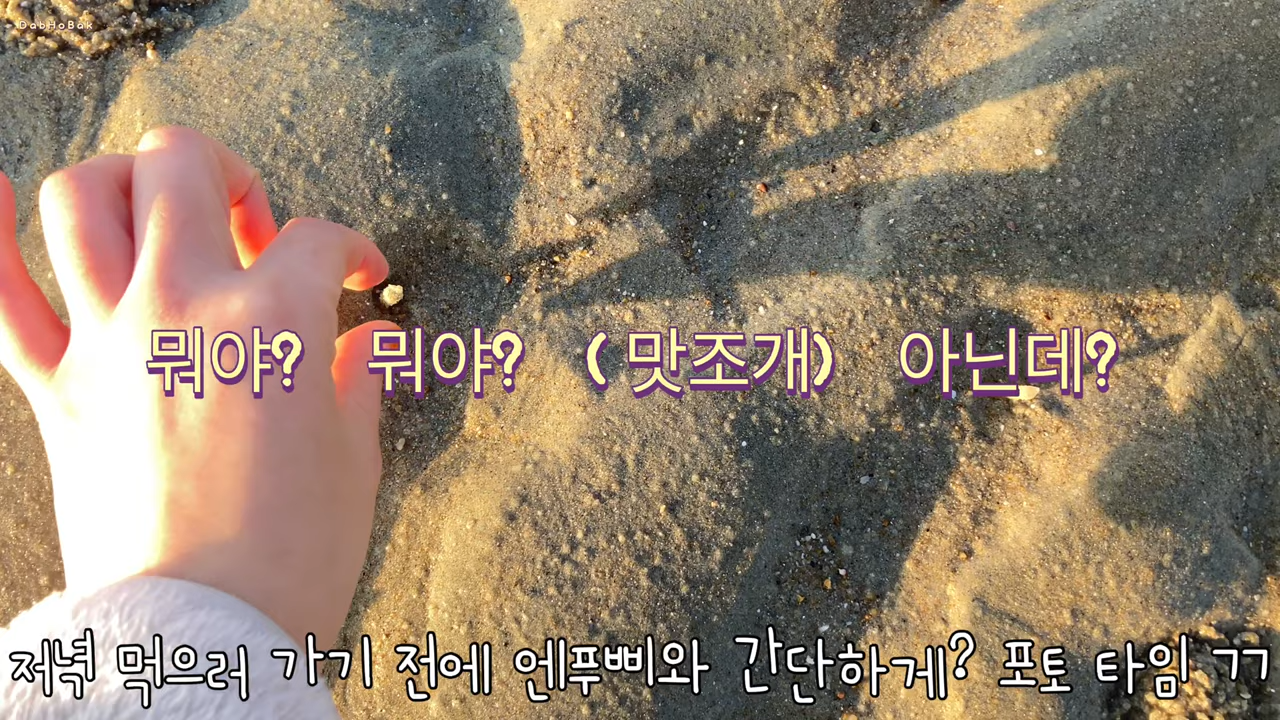 DabHaBak
뭐야? 뭐야? (맛조개) 아닌데?
저녁 먹으러 가기 전에 엔푸삐와 간단하게? 포토 타임 ㄱㄱ